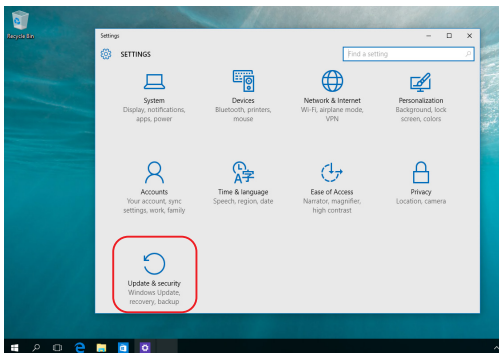 Recycle Bin
Settings
SETTINGS
Find a setting
System
Display, notifications,
apps, power
Devices
Bluetooth, printers,
mouse
Network & Internet
Wi-Fi, airplane mode,
VPN
Personalization
Background, lock
screen, colors
Accounts
Your account, sync
settings, work, family
Time & language
Speech, region, date
Ease of Access
Narrator, magnifier,
high contrast
Privacy
Location, camera
Update & security
Windows Update,
recovery, backup